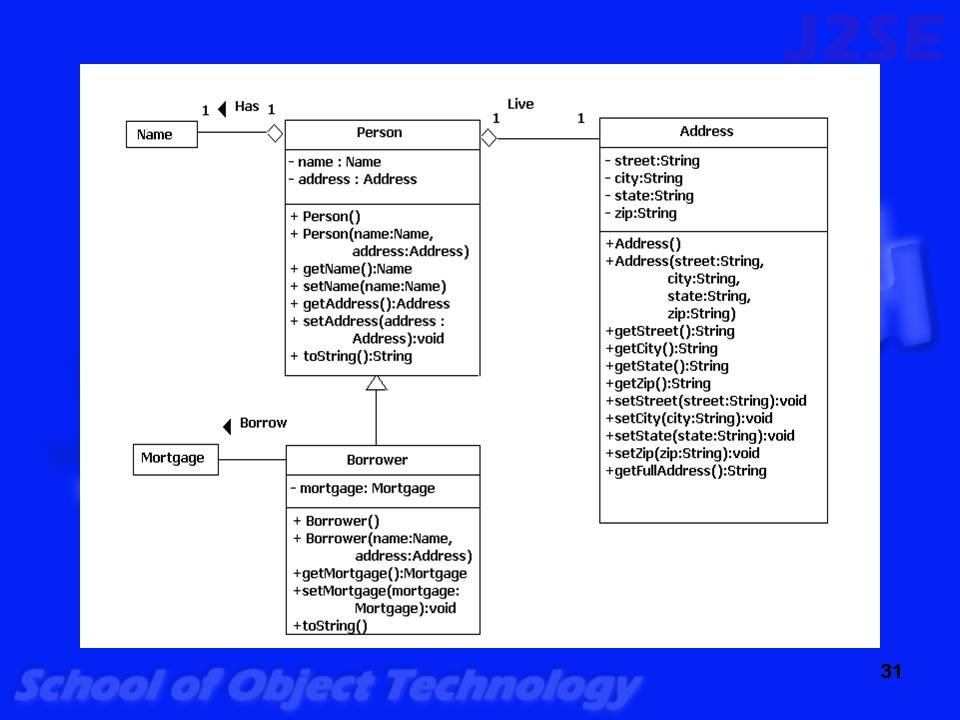 J2SE
1 Has 1
Name
Person
- name : Name
- address : Address
+ Person()
+ Person(name:Name,
address:Address)
+ getName():Name
+ setName(name:Name)
+ getAddress():Address
+ setAddress(address :
Address):void
+ toString():String
Live
1 1
Address
- street:String
- city:String
- state:String
- zip:String
+Address()
+Address(street:String,
city:String,
state:String,
zip:String)
+getStreet():String
+getCity():String
+getState():String
+getZip():String
+setStreet(street:String):void
+setCity(city:String):void
+setState(state:String):void
+setZip(zip:String):void
+getFullAddress():String
Borrow
Mortgage
Borrower
- mortgage: Mortgage
+ Borrower()
+ Borrower(name:Name,
address:Address)
+getMortgage():Mortgage
+setMortgage(mortgage:
Mortgage):void
+toString()
31
School of Object Technology